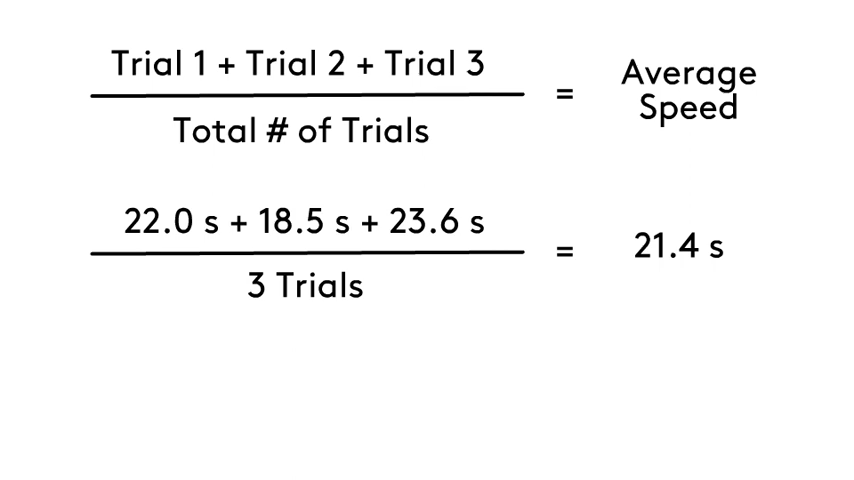 Trial 1 + Trial 2 + Trial 3
Total # of Trials
=
Average
Speed
22.0 s + 18.5 s + 23.6 s
3 Trials
=
21.4 s